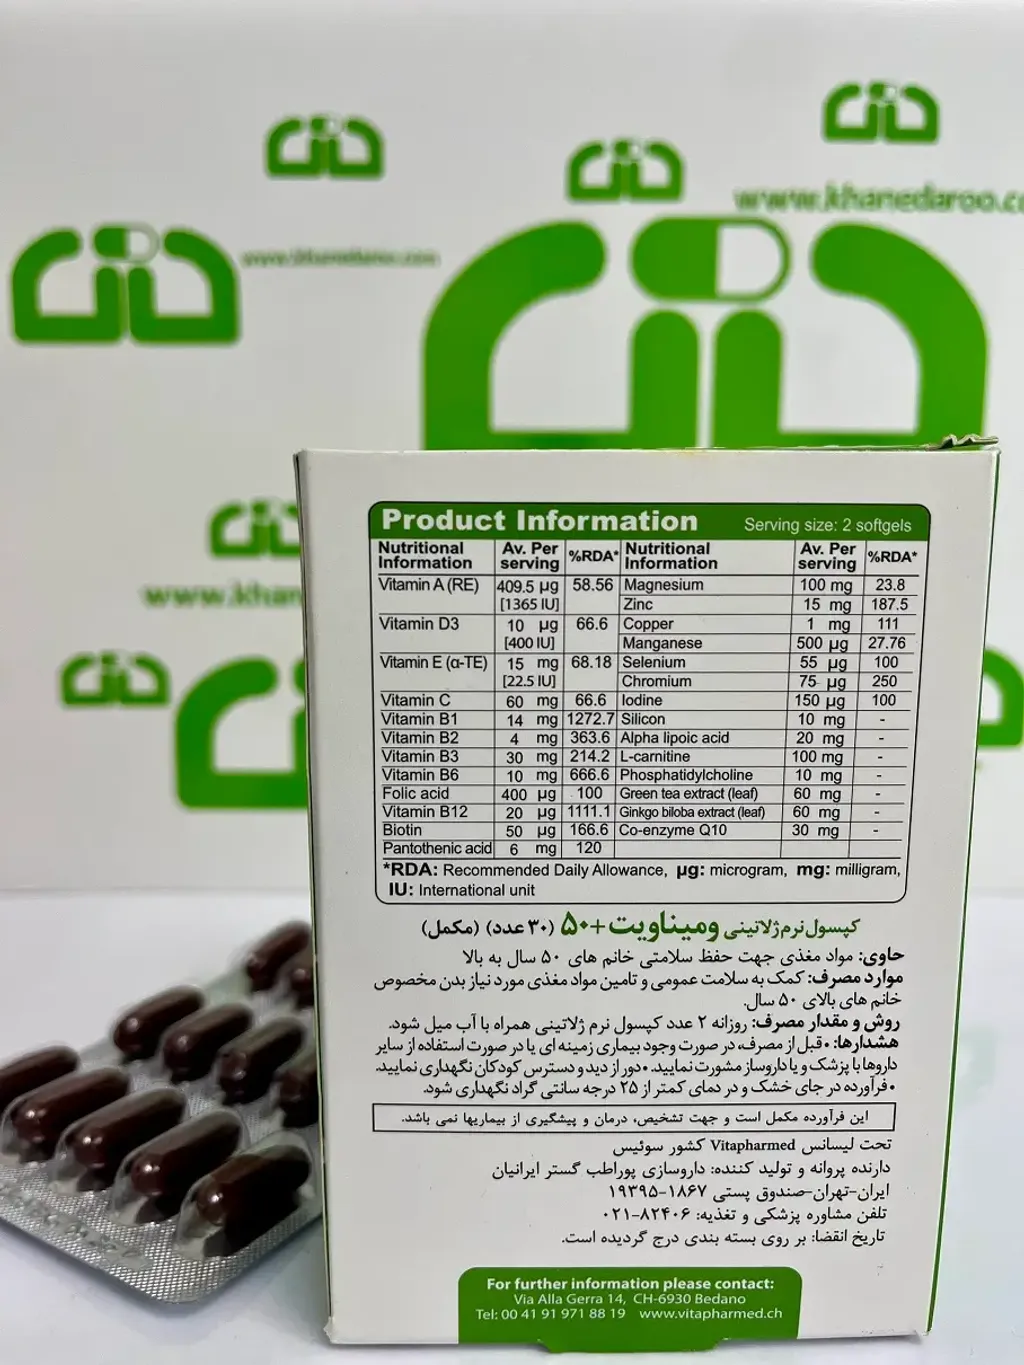 www.khanedaroo.co
www.khanedaroo.com
www.khan
Product Information Serving size: 2 softgels
Nutritional Information Av. Per serving %RDA* Nutritional Information Av. Per serving %RDA*
Vitamin A (RE) 409.5 µg [1365 IU] 58.56 Magnesium 100 mg 23.8
Zinc 15 mg 187.5
Vitamin D3 10 µg [400 IU] 66.6 Copper 1 mg 111
Manganese 500 µg 27.76
Vitamin E (α-TE) 15 mg [22.5 IU] 68.18 Selenium 55 µg 100
Chromium 75 µg 250
Vitamin C 60 mg 66.6 Iodine 150 µg 100
Vitamin B1 14 mg 1272.7 Silicon 10 mg -
Vitamin B2 4 mg 363.6 Alpha lipoic acid 20 mg -
Vitamin B3 30 mg 214.2 L-carnitine 100 mg -
Vitamin B6 10 mg 666.6 Phosphatidylcholine 10 mg -
Folic acid 400 µg 100 Green tea extract (leaf) 60 mg -
Vitamin B12 20 µg 1111.1 Ginkgo biloba extract (leaf) 60 mg -
Biotin 50 µg 166.6 Co-enzyme Q10 30 mg -
Pantothenic acid 6 mg 120
*RDA: Recommended Daily Allowance, µg: microgram, mg: milligram,
IU: International unit
کپسول نرم ژلاتینی ومیناویت+۵۰ (۳۰ عدد) (مکمل)
حاوی: مواد مغذی جهت حفظ سلامتی خانم های ۵۰ سال به بالا
موارد مصرف: کمک به سلامت عمومی و تامین مواد مغذی مورد نیاز بدن مخصوص
خانم های بالای ۵۰ سال.
روش و مقدار مصرف: روزانه ۲ عدد کپسول نرم ژلاتینی همراه با آب میل شود.
هشدارها: •قبل از مصرف، در صورت وجود بیماری زمینه ای یا در صورت استفاده از سایر
داروها با پزشک و یا داروساز مشورت نمایید. •دور از دید و دسترس کودکان نگهداری نمایید.
•فرآورده در جای خشک و در دمای کمتر از ۲۵ درجه سانتی گراد نگهداری شود.
این فرآورده مکمل است و جهت تشخیص، درمان و پیشگیری از بیماریها نمی باشد.
تحت لیسانس Vitapharmed کشور سوئیس
دارنده پروانه و تولید کننده: داروسازی پوراطب گستر ایرانیان
ایران-تهران-صندوق پستی ۱۸۶۷-۱۹۳۹۵
تلفن مشاوره پزشکی و تغذیه: ۸۲۴۰۶-۰۲۱
تاریخ انقضا: بر روی بسته بندی درج گردیده است.
For further information please contact:
Via Alla Gerra 14, CH-6930 Bedano
Tel: 00 41 91 971 88 19 www.vitapharmed.ch